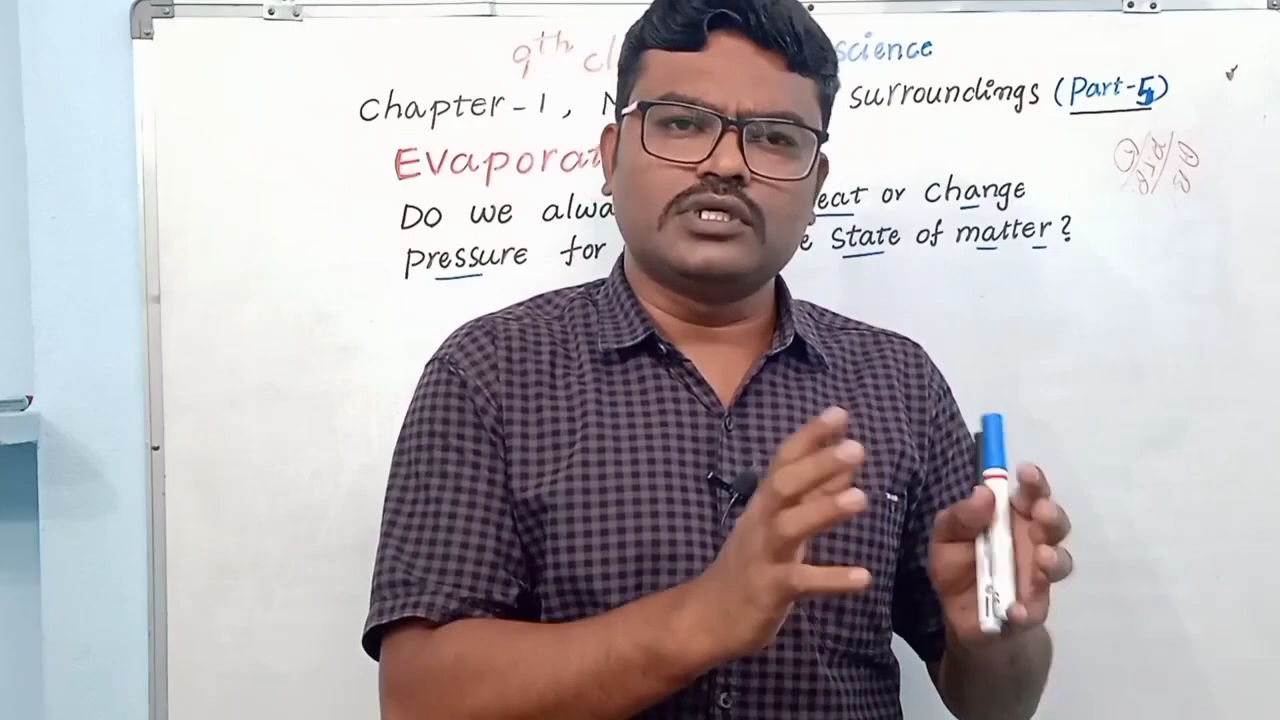 9th cl science
Chapter-1, N surroundings (Part-5)
Evaporat
Do we alwa eat or change
pressure for e state of matter?